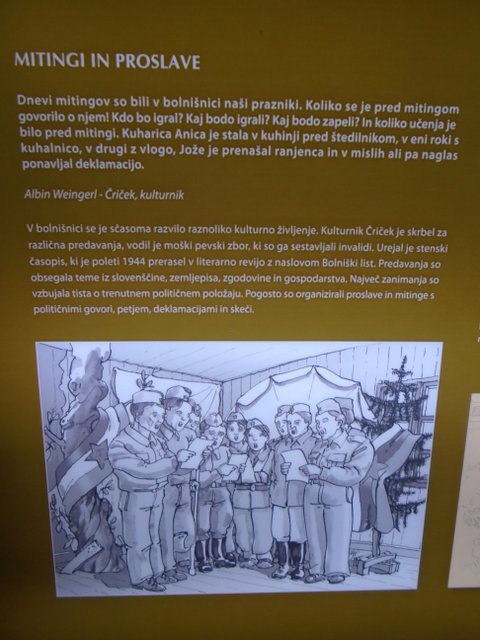 MITINGI IN PROSLAVE
Dnevi mitingov so bili v bolnišnici naši prazniki. Koliko se je pred mitingom
govorilo o njem! Kdo bo igral? Kaj bodo igrali? Kaj bodo zapeli? In koliko učenja je
bilo pred mitingi. Kuharica Anica je stala v kuhinji pred štedilnikom, v eni roki s
kuhalnico, v drugi z vlogo, Jože je prenašal ranjenca in v mislih ali pa naglas
ponavljal deklamacijo.
Albin Weingerl - Čriček, kulturnik
V bolnišnici se je sčasoma razvilo raznoliko kulturno življenje. Kulturnik Čriček je skrbel za
različna predavanja, vodil je moški pevski zbor, ki so ga sestavljali invalidi. Urejal je stenski
časopis, ki je poleti 1944 prerasel v literarno revijo z naslovom Bolniški list. Predavanja so
obsegala teme iz slovenščine, zemljepisa, zgodovine in gospodarstva. Največ zanimanja so
vzbujala tista o trenutnem političnem položaju. Pogosto so organizirali proslave in mitinge s
političnimi govori, petjem, deklamacijami in skeči.